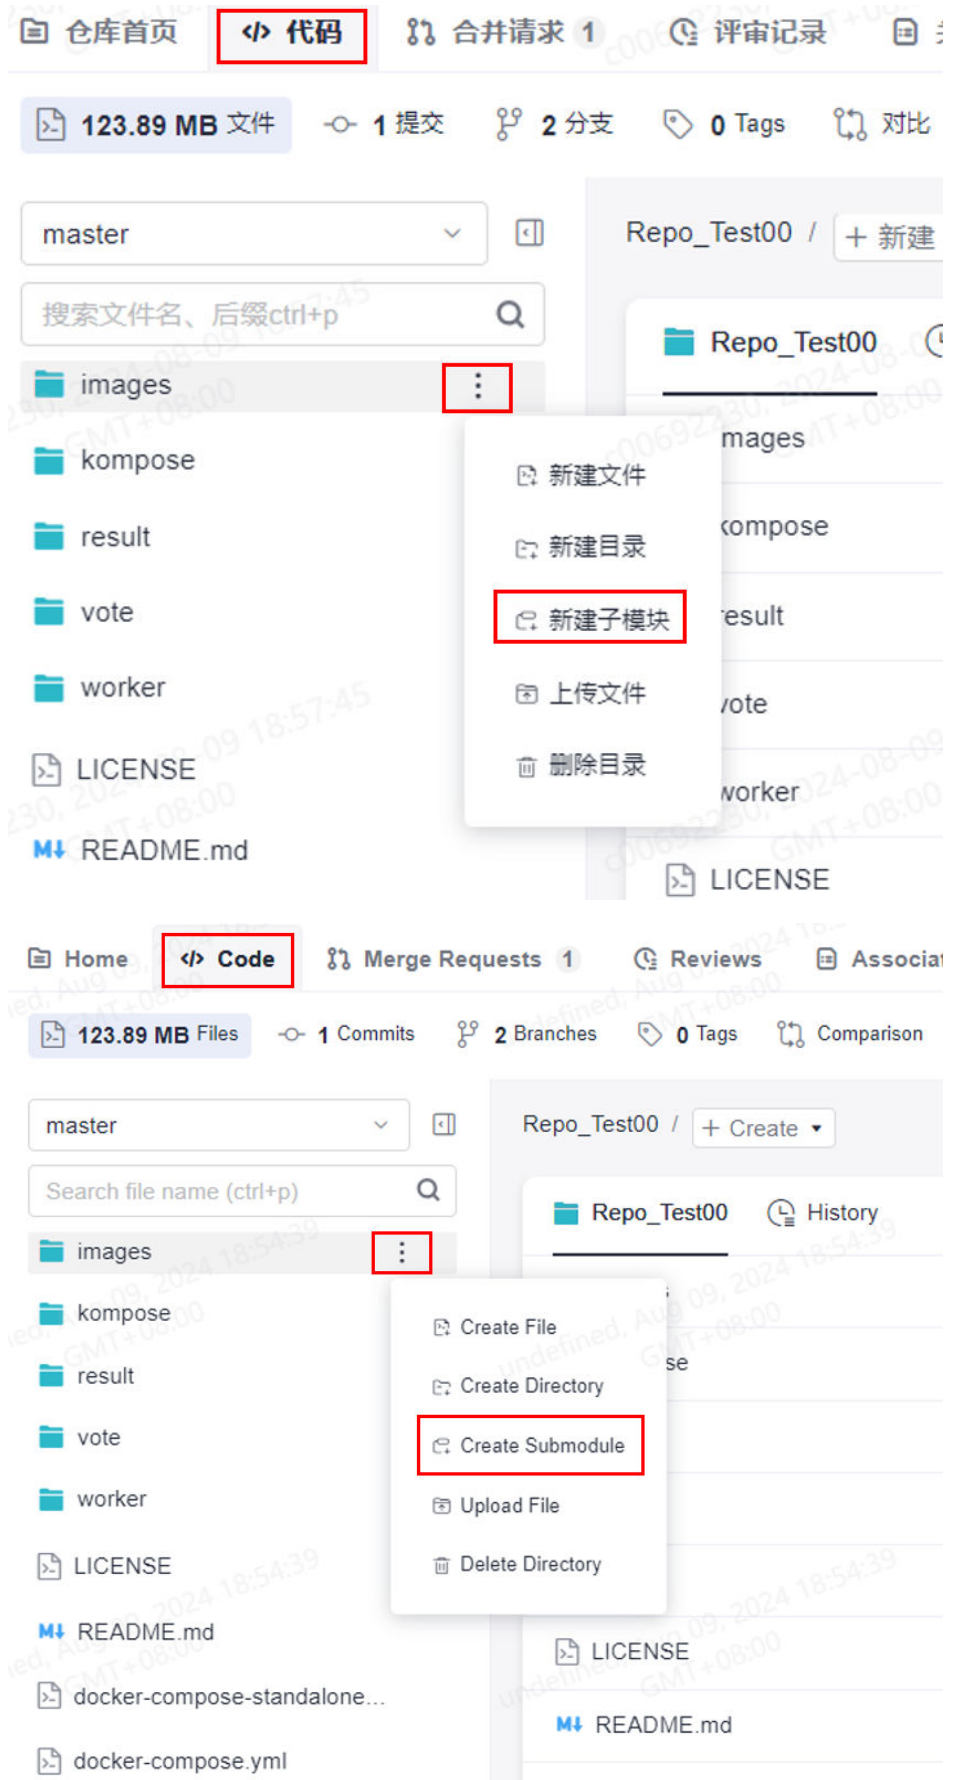 仓库首页 </> 代码 合并请求 1 评审记录
123.89 MB 文件 1 提交 2 分支 0 Tags 对比
master
Repo_Test00 / + 新建
搜索文件名、后缀ctrl+p
Repo_Test00
images
mages
新建文件
kompose
kompose
新建目录
result
新建子模块
esult
vote
上传文件
vote
worker
删除目录
LICENSE
worker
README.md
LICENSE
Home </> Code Merge Requests 1 Reviews Associat
123.89 MB Files 1 Commits 2 Branches 0 Tags Comparison
master
Repo_Test00 / + Create
Search file name (ctrl+p)
Repo_Test00 History
images
kompose
Create File
se
result
Create Directory
vote
Create Submodule
worker
Upload File
LICENSE
Delete Directory
README.md
LICENSE
docker-compose-standalone...
README.md
docker-compose.yml